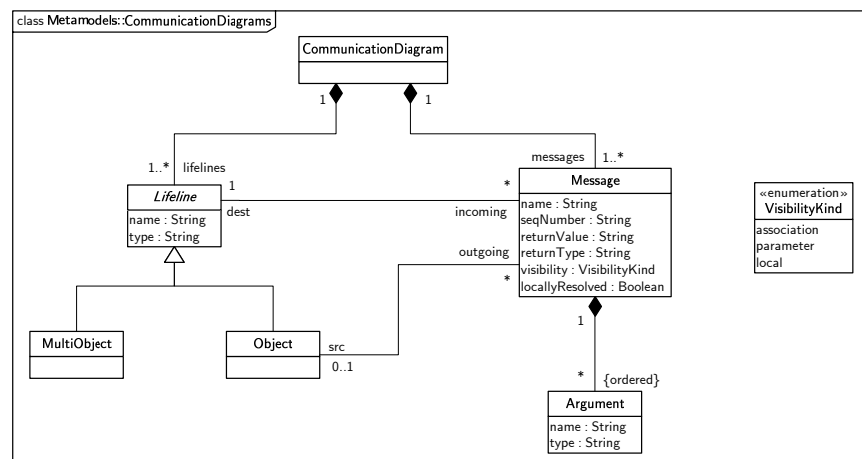 class Metamodels::CommunicationDiagrams
CommunicationDiagram
1
1
1..*
lifelines
messages
1..*
Lifeline
name : String
type : String
1
dest
*
incoming
Message
name : String
seqNumber : String
returnValue : String
returnType : String
visibility : VisibilityKind
locallyResolved : Boolean
«enumeration»
VisibilityKind
association
parameter
local
outgoing
*
MultiObject
Object
src
0..1
1
*
{ordered}
Argument
name : String
type : String